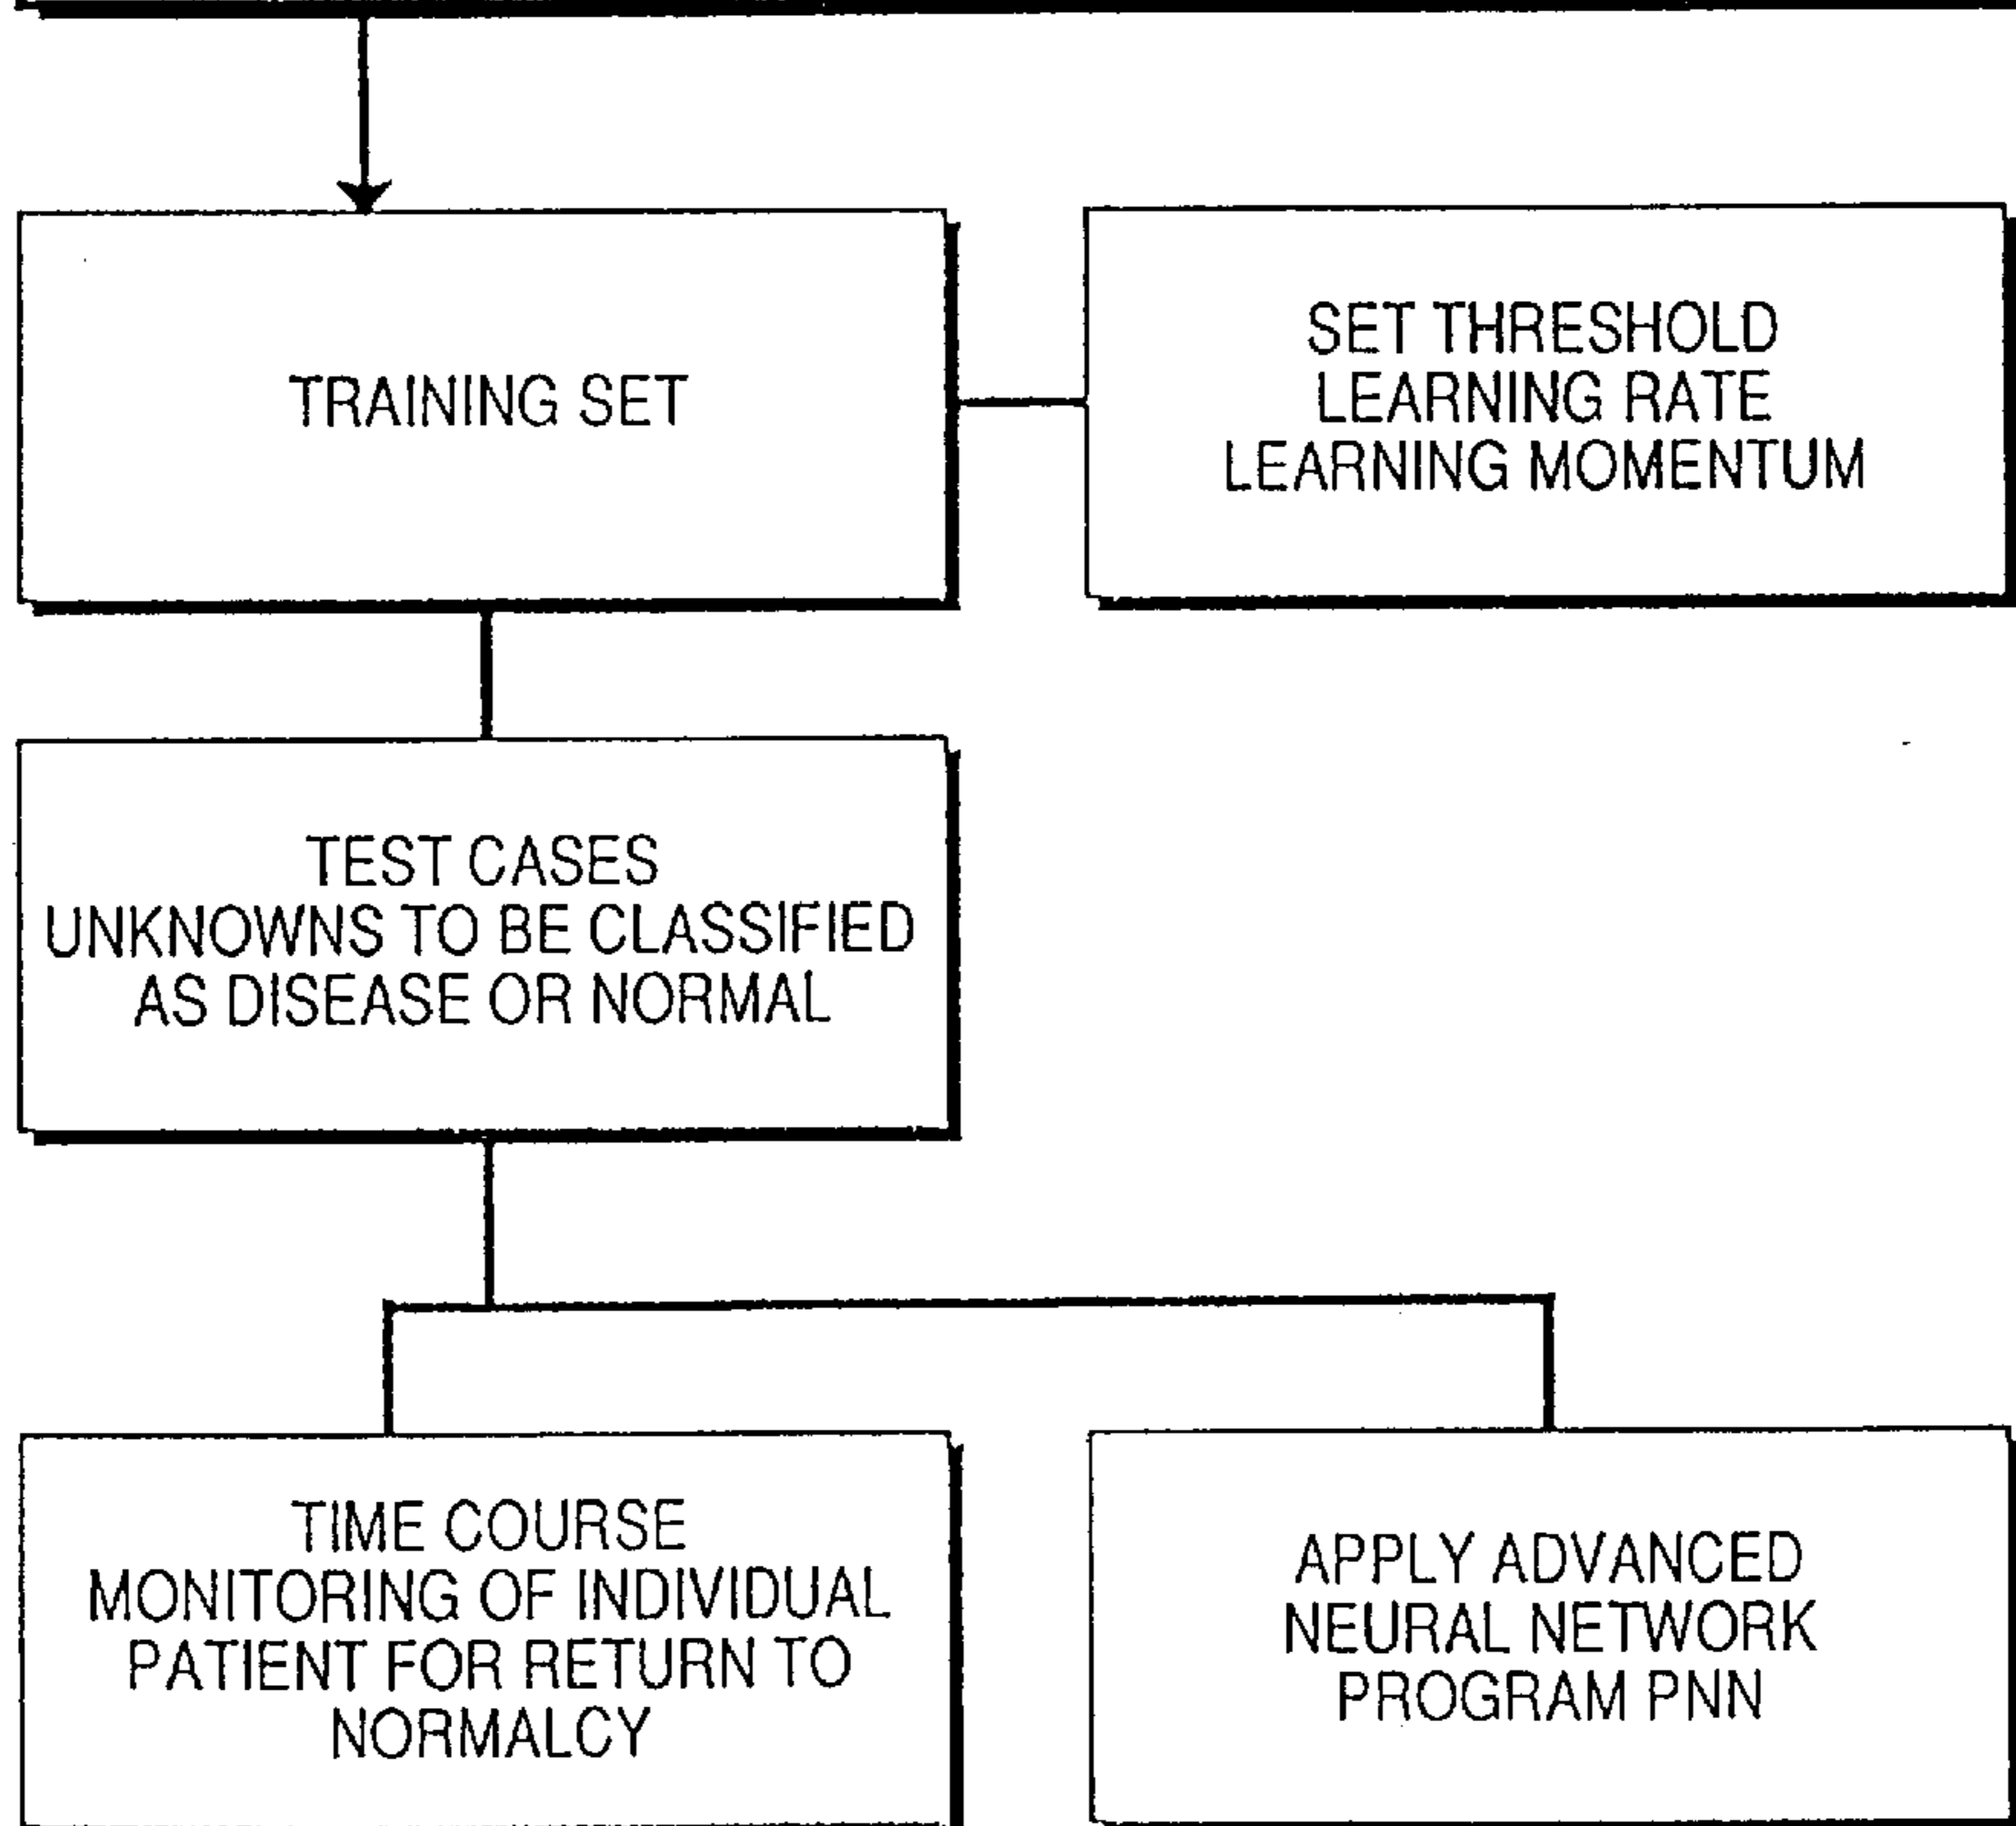 TRAINING SET
SET THRESHOLD
LEARNING RATE
LEARNING MOMENTUM
TEST CASES
UNKNOWNS TO BE CLASSIFIED
AS DISEASE OR NORMAL
TIME COURSE
MONITORING OF INDIVIDUAL
PATIENT FOR RETURN TO
NORMALCY
APPLY ADVANCED
NEURAL NETWORK
PROGRAM PNN